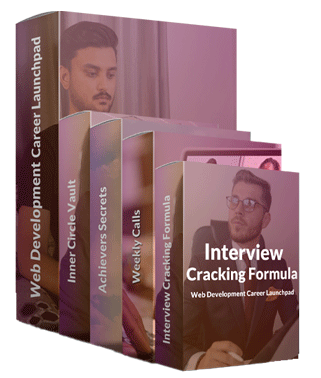 Web Development Career Launchpad
Inner Circle Vault
Achievers Secrets
Weekly Calls
Interview Cracking Formula
Interview
Cracking Formula
Web Development Career Launchpad